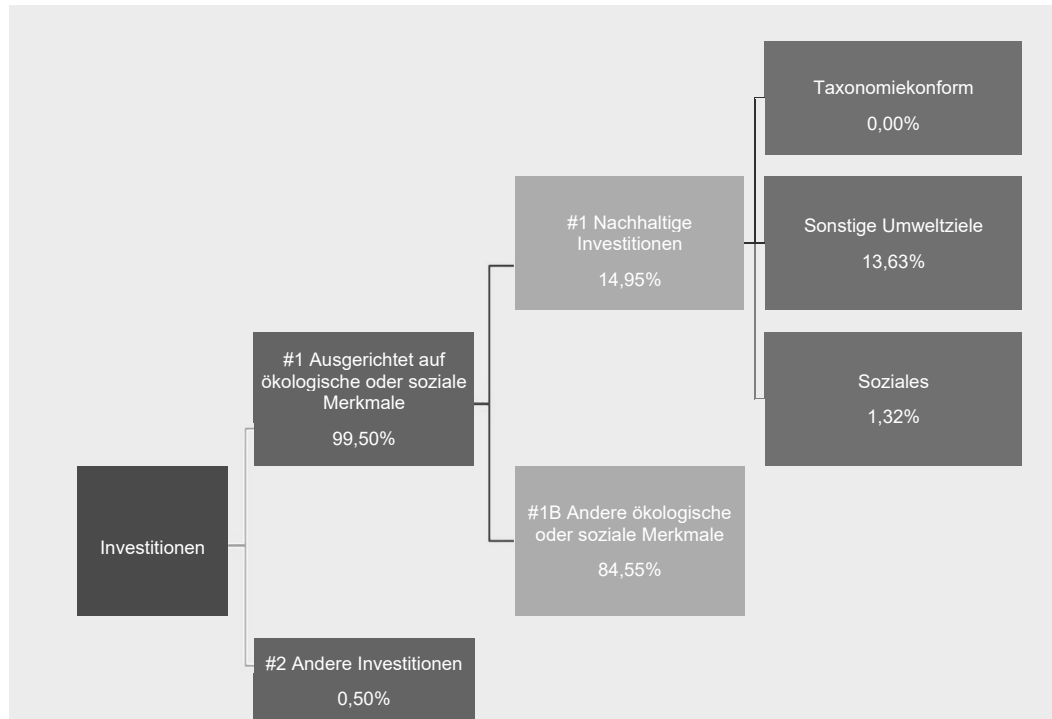 Taxonomiekonform
0,00%
#1 Nachhaltige
Investitionen
14,95%
Sonstige Umweltziele
13,63%
#1 Ausgerichtet auf
ökologische oder soziale
Merkmale
99,50%
Soziales
1,32%
Investitionen
#1B Andere ökologische
oder soziale Merkmale
84,55%
#2 Andere Investitionen
0,50%